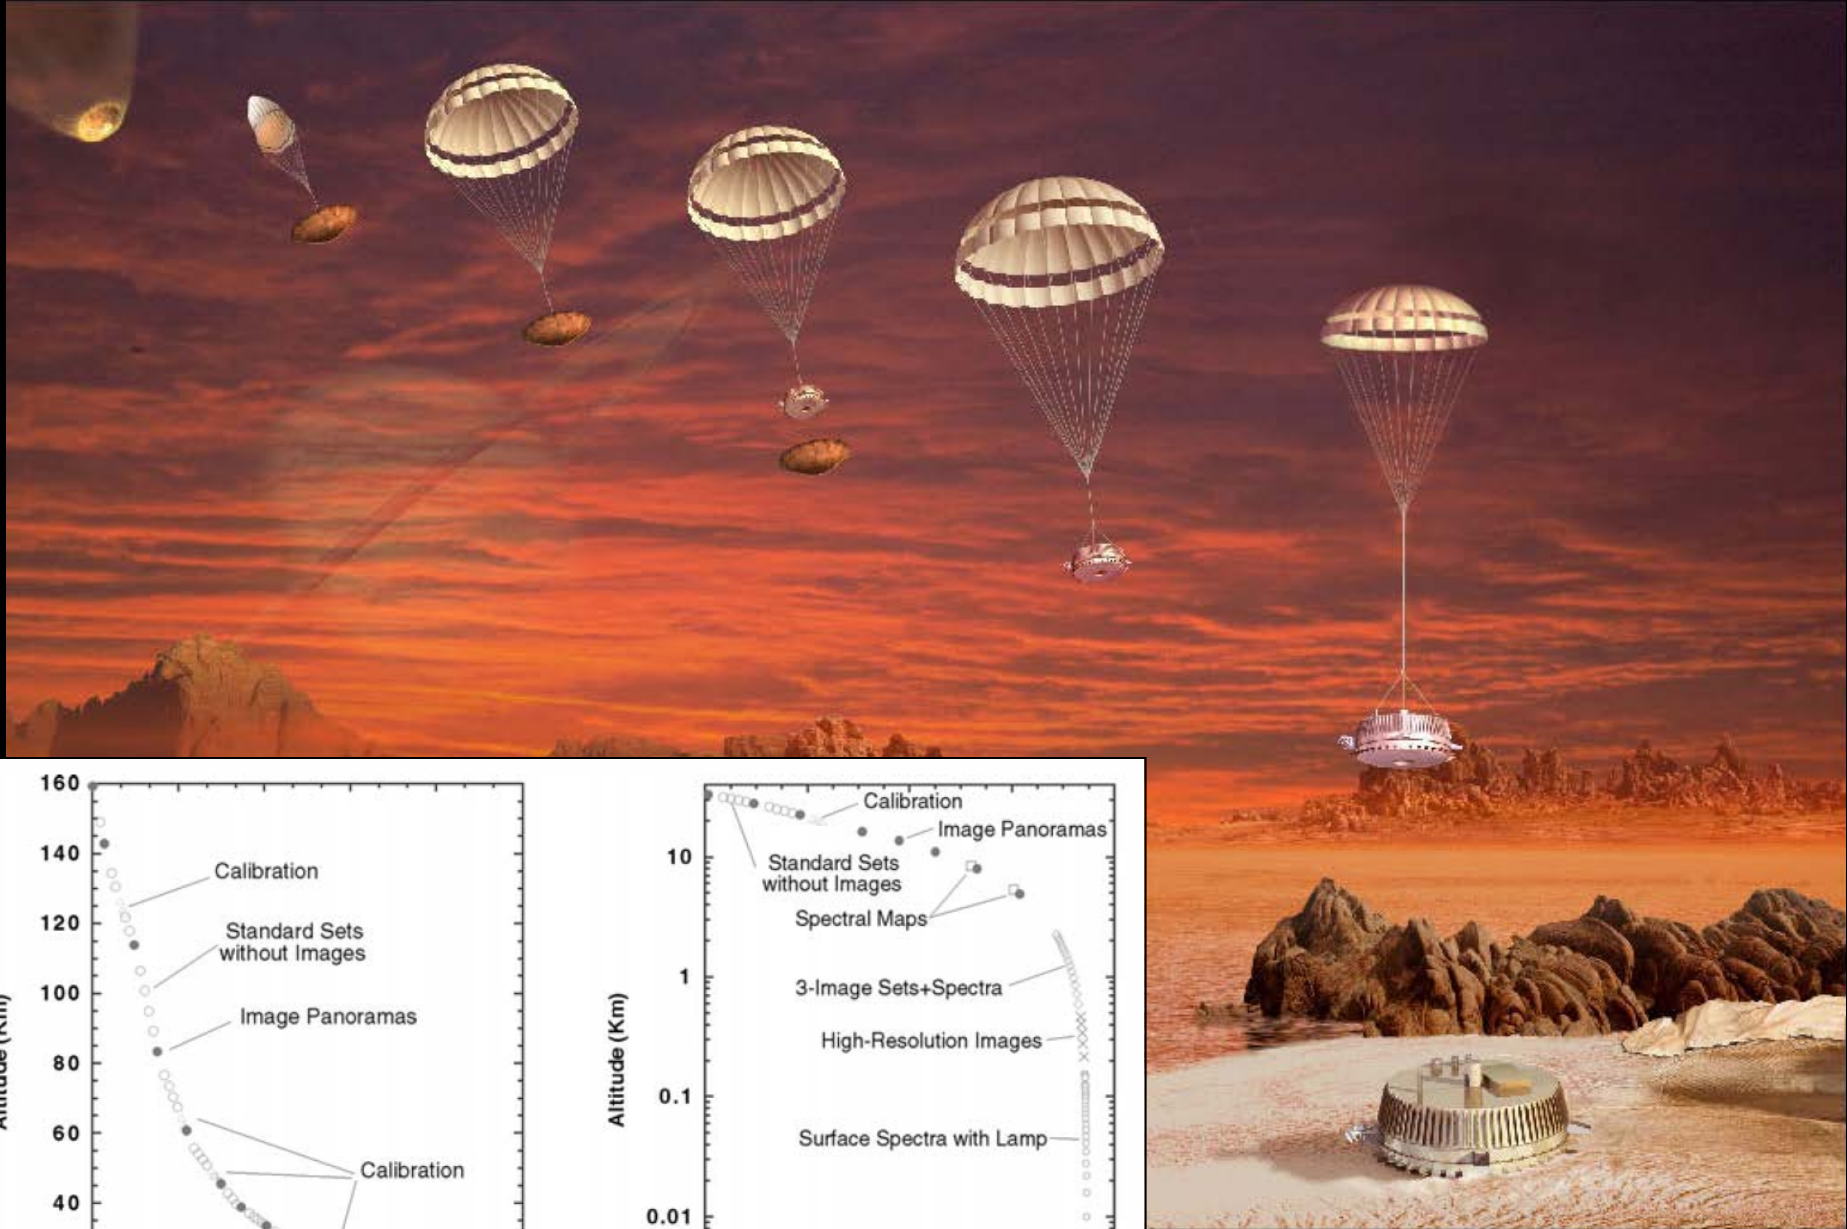 160
140
120
100
80
60
40
Calibration
Standard Sets
without Images
Image Panoramas
Calibration
Altitude (Km)
10
1
0.1
0.01
Calibration
Image Panoramas
Standard Sets
without Images
Spectral Maps
3-Image Sets+Spectra
High-Resolution Images
Surface Spectra with Lamp